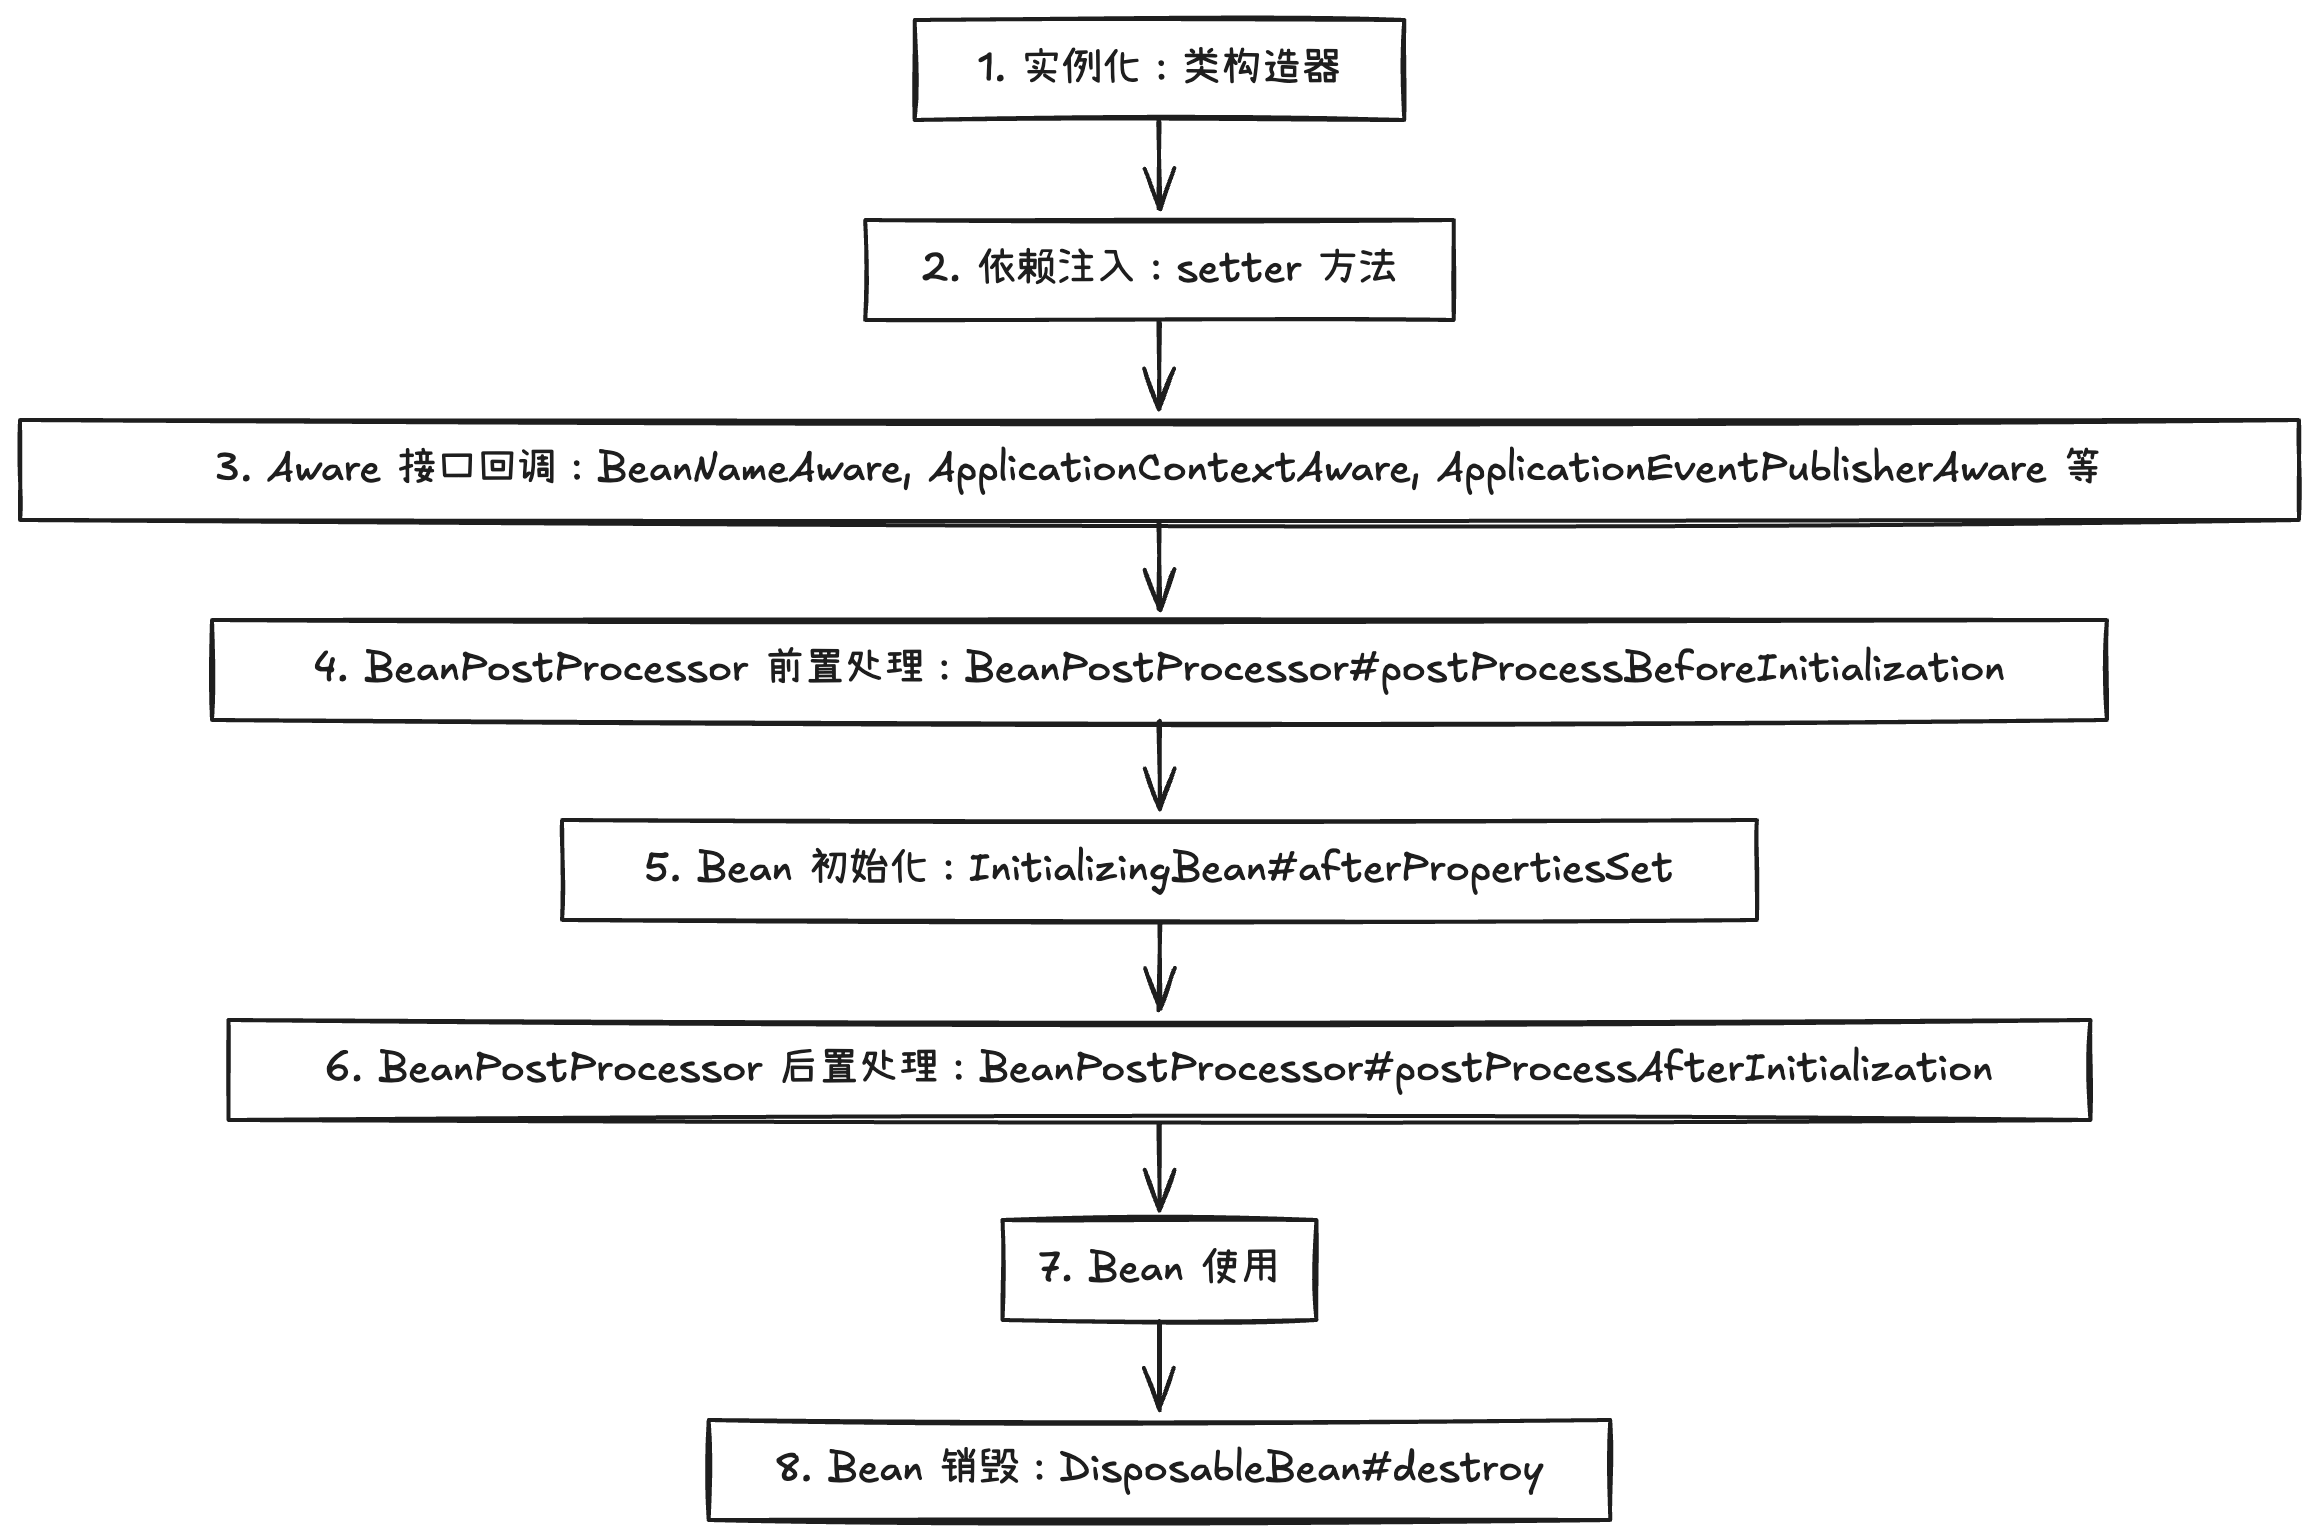 1. 实例化：类构造器
2. 依赖注入：setter 方法
3. Aware 接口回调：BeanNameAware, ApplicationContextAware, ApplicationEventPublisherAware 等
4. BeanPostProcessor 前置处理：BeanPostProcessor#postProcessBeforeInitialization
5. Bean 初始化：InitializingBean#afterPropertiesSet
6. BeanPostProcessor 后置处理：BeanPostProcessor#postProcessAfterInitialization
7. Bean 使用
8. Bean 销毁：DisposableBean#destroy